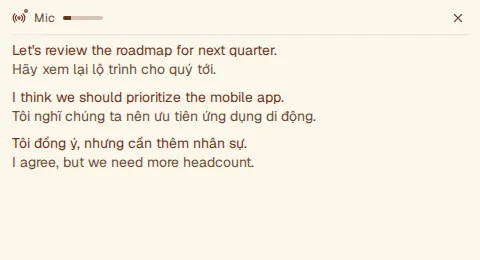 Mic
Let's review the roadmap for next quarter.
Hãy xem lại lộ trình cho quý tới.
I think we should prioritize the mobile app.
Tôi nghĩ chúng ta nên ưu tiên ứng dụng di động.
Tôi đồng ý, nhưng cần thêm nhân sự.
I agree, but we need more headcount.